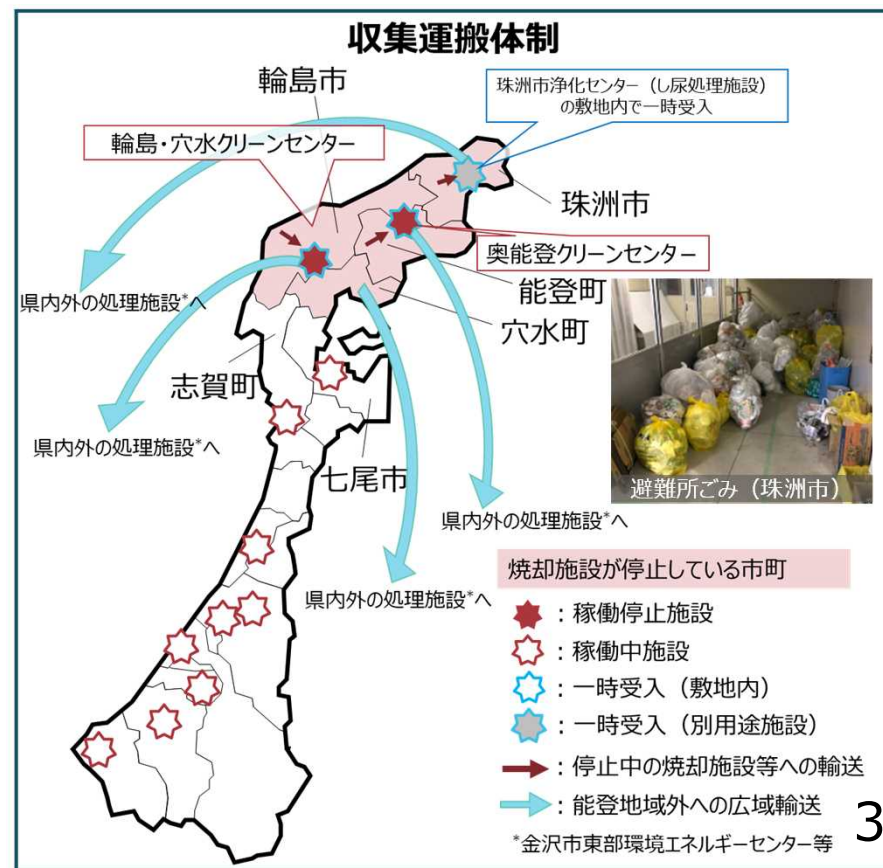 収集運搬体制
輪島市
珠洲市浄化センター（し尿処理施設）
の敷地内で一時受入
輪島・穴水クリーンセンター
珠洲市
奥能登クリーンセンター
能登町
県内外の処理施設*へ
穴水町
志賀町
県内外の処理施設*へ
七尾市
避難所ごみ（珠洲市）
県内外の処理施設*へ
県内外の処理施設*へ
焼却施設が停止している市町
：稼働停止施設
：稼働中施設
：一時受入（敷地内）
：一時受入（別用途施設）
：停止中の焼却施設等への輸送
：能登地域外への広域輸送
*金沢市東部環境エネルギーセンター等
3